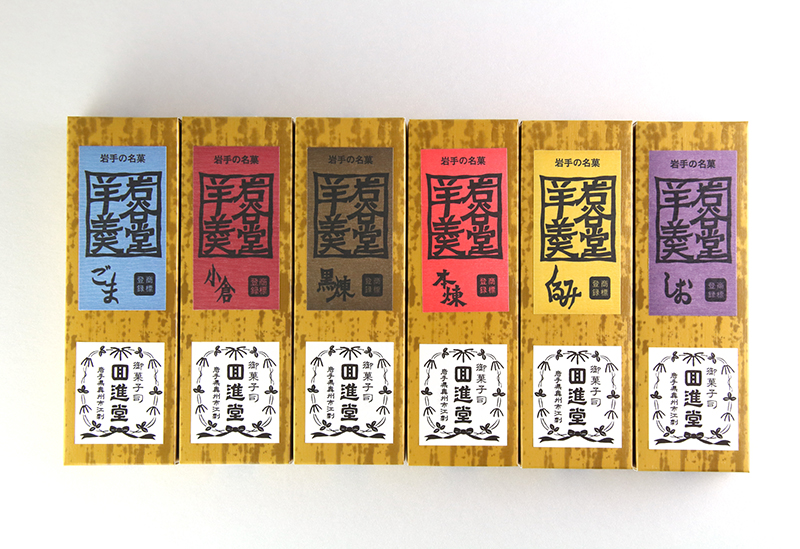 岩手の名菓
岩谷堂
羊羹
ごま
商標
登録
御菓子司
回進堂
岩手県奥州市江刺
岩手の名菓
岩谷堂
羊羹
小倉
商標
登録
御菓子司
回進堂
岩手県奥州市江刺
岩手の名菓
岩谷堂
羊羹
黒煉
商標
登録
御菓子司
回進堂
岩手県奥州市江刺
岩手の名菓
岩谷堂
羊羹
本煉
商標
登録
御菓子司
回進堂
岩手県奥州市江刺
岩手の名菓
岩谷堂
羊羹
くるみ
商標
登録
御菓子司
回進堂
岩手県奥州市江刺
岩手の名菓
岩谷堂
羊羹
しお
商標
登録
御菓子司
回進堂
岩手県奥州市江刺